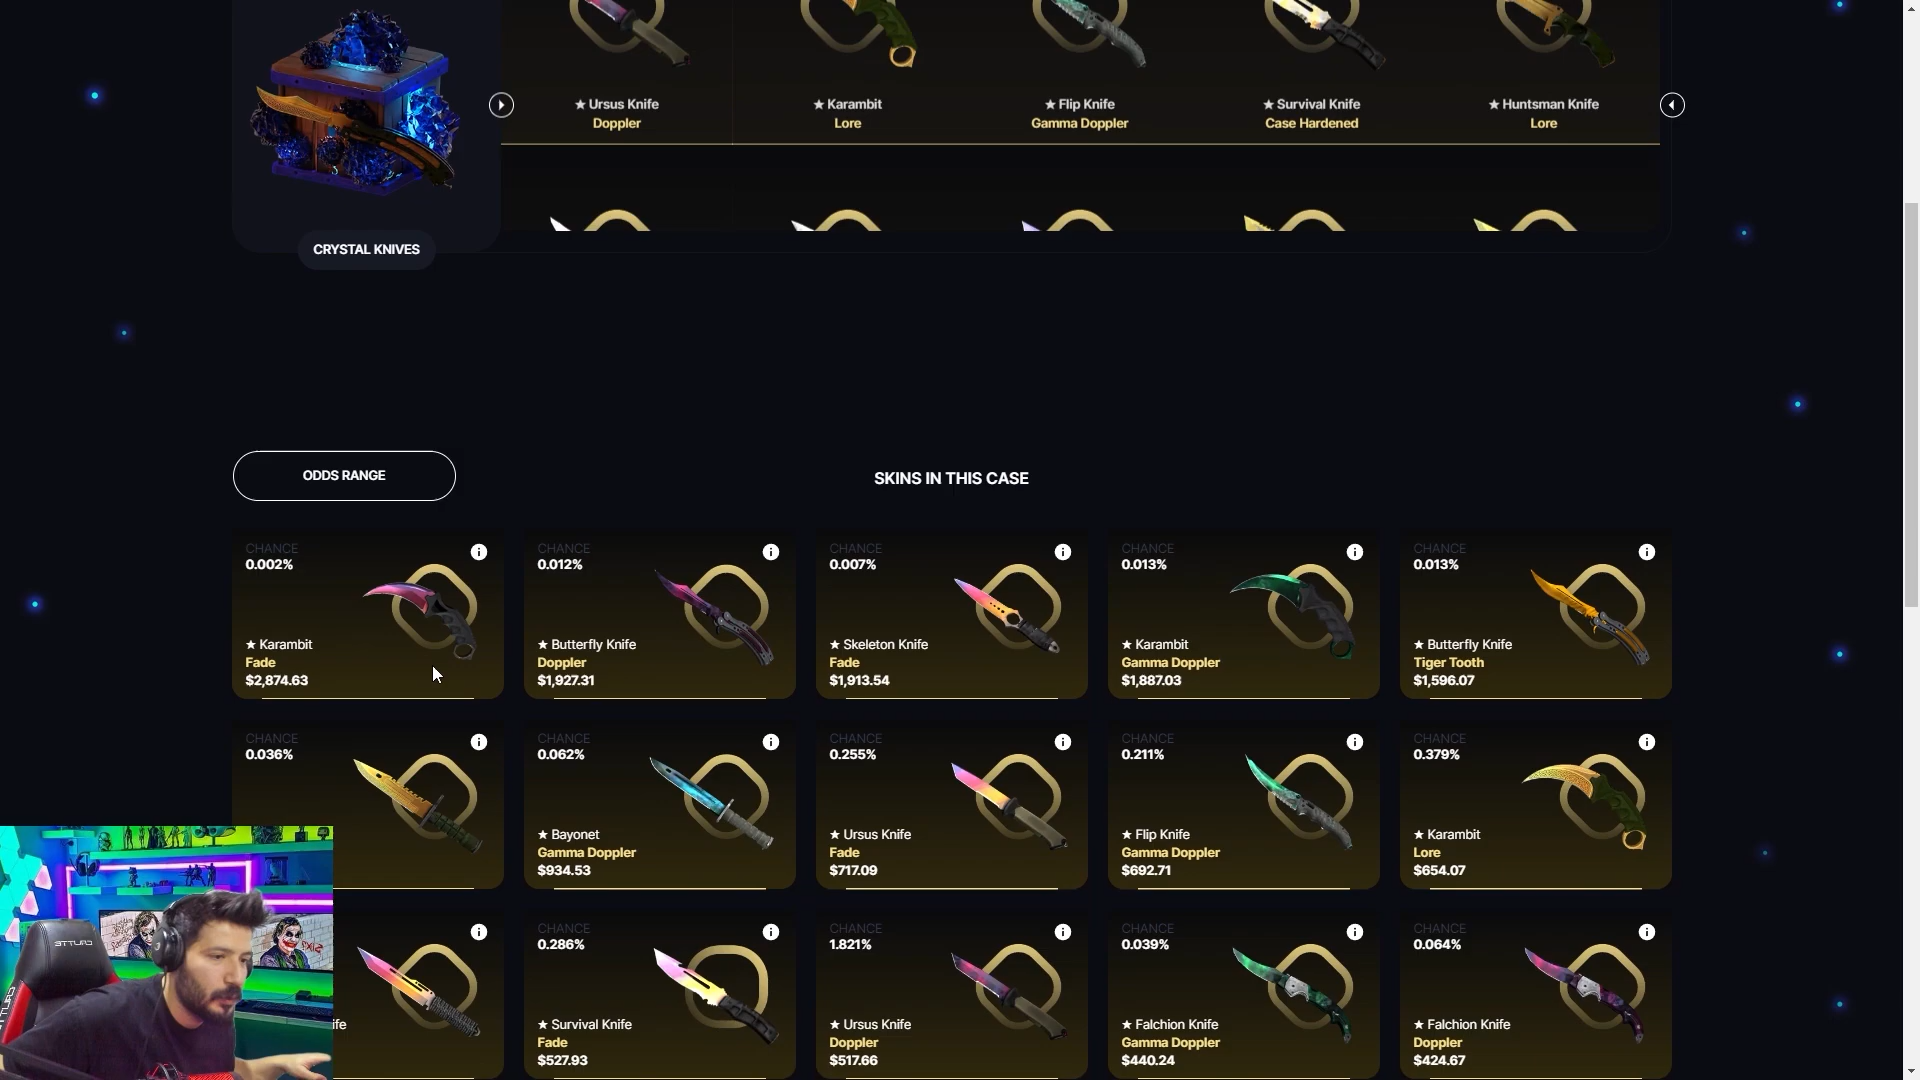 ★ Ursus Knife
Doppler
★ Karambit
Lore
★ Flip Knife
Gamma Doppler
★ Survival Knife
Case Hardened
★ Huntsman Knife
Lore
CRYSTAL KNIVES
ODDS RANGE
SKINS IN THIS CASE
CHANCE
0.002%
★ Karambit
Fade
$2,874.63
CHANCE
0.012%
★ Butterfly Knife
Doppler
$1,927.31
CHANCE
0.007%
★ Skeleton Knife
Fade
$1,913.54
CHANCE
0.013%
★ Karambit
Gamma Doppler
$1,887.03
CHANCE
0.013%
★ Butterfly Knife
Tiger Tooth
$1,596.07
CHANCE
0.036%
CHANCE
0.062%
★ Bayonet
Gamma Doppler
$934.53
CHANCE
0.255%
★ Ursus Knife
Fade
$717.09
CHANCE
0.211%
★ Flip Knife
Gamma Doppler
$692.71
CHANCE
0.379%
★ Karambit
Lore
$654.07
ife
CHANCE
0.286%
★ Survival Knife
Fade
$527.93
CHANCE
1.821%
★ Ursus Knife
Doppler
$517.66
CHANCE
0.039%
★ Falchion Knife
Gamma Doppler
$440.24
CHANCE
0.064%
★ Falchion Knife
Doppler
$424.67